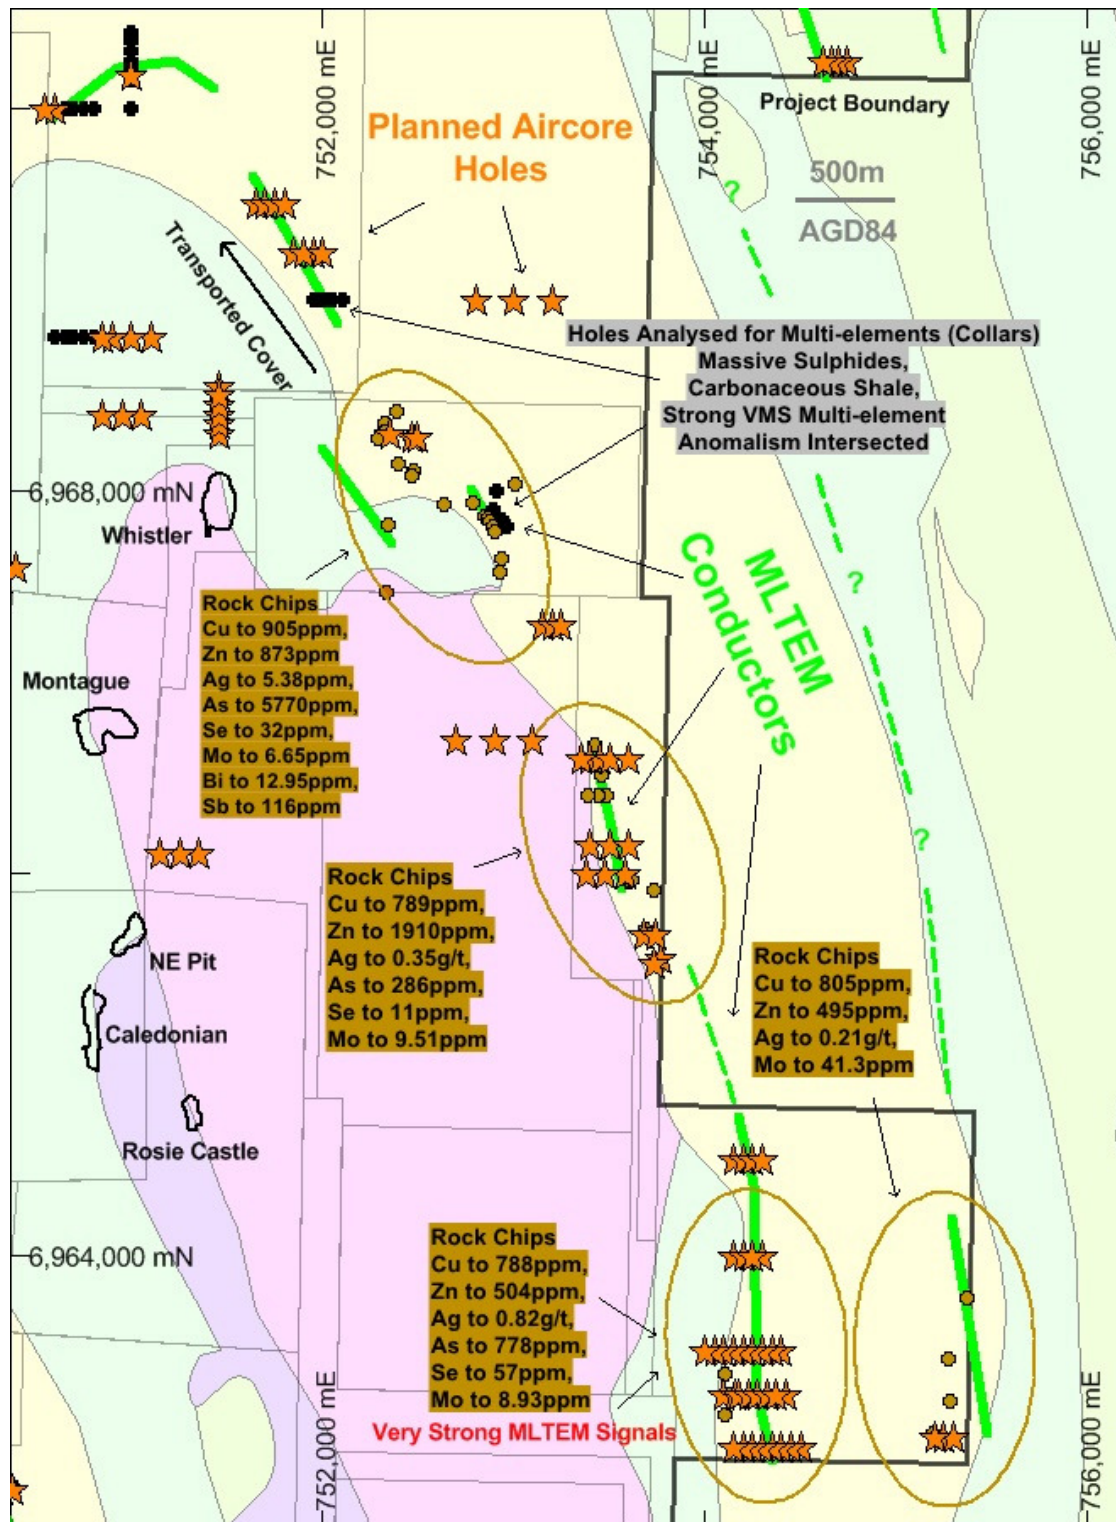 752,000 mE
754,000 mE
756,000 mE
Project Boundary
Planned Aircore
Holes
500m
AGD84
?
Transported Cover
Holes Analysed for Multi-elements (Collars)
Massive Sulphides,
Carbonaceous Shale,
Strong VMS Multi-element
Anomalism Intersected
6,968,000 mN
Whistler
MLTEM
Conductors
?
Rock Chips
Cu to 905ppm,
Zn to 873ppm
Ag to 5.38ppm,
As to 5770ppm,
Se to 32ppm,
Mo to 6.65ppm
Bi to 12.95ppm,
Sb to 116ppm
Montague
?
Rock Chips
Cu to 789ppm,
Zn to 1910ppm,
Ag to 0.35g/t,
As to 286ppm,
Se to 11ppm,
Mo to 9.51ppm
NE Pit
Caledonian
Rosie Castle
Rock Chips
Cu to 805ppm,
Zn to 495ppm,
Ag to 0.21g/t,
Mo to 41.3ppm
6,964,000 mN
Rock Chips
Cu to 788ppm,
Zn to 504ppm,
Ag to 0.82g/t,
As to 778ppm,
Se to 57ppm,
Mo to 8.93ppm
Very Strong MLTEM Signals
752,000 mE
756,000 mE